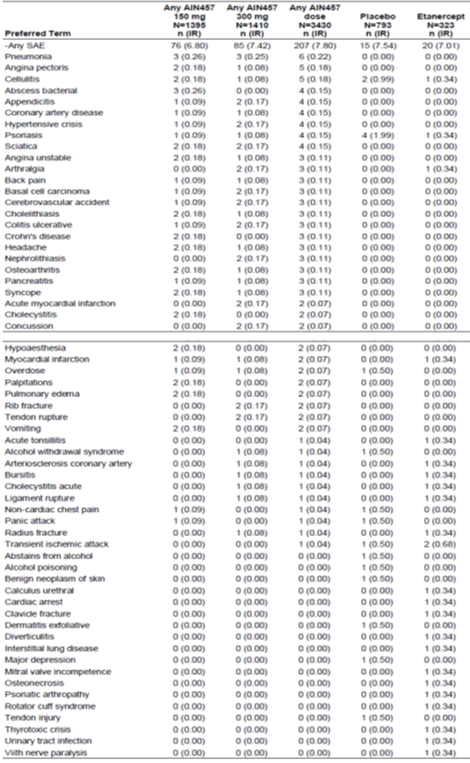 Preferred Term Any AIN457 150 mg N=1395 n (IR) Any AIN457 300 mg N=1410 n (IR) Any AIN457 dose N=3430 n (IR) Placebo N=793 n (IR) Etanercept N=323 n (IR)
-Any SAE 76 (6.80) 85 (7.42) 207 (7.80) 15 (7.54) 20 (7.01)
Pneumonia 3 (0.26) 3 (0.25) 6 (0.22) 0 (0.00) 0 (0.00)
Angina pectoris 2 (0.18) 1 (0.08) 5 (0.18) 0 (0.00) 0 (0.00)
Cellulitis 2 (0.18) 1 (0.08) 5 (0.18) 2 (0.99) 1 (0.34)
Abscess bacterial 3 (0.26) 0 (0.00) 4 (0.15) 0 (0.00) 0 (0.00)
Appendicitis 1 (0.09) 2 (0.17) 4 (0.15) 0 (0.00) 0 (0.00)
Coronary artery disease 1 (0.09) 1 (0.08) 4 (0.15) 0 (0.00) 0 (0.00)
Hypertensive crisis 1 (0.09) 2 (0.17) 4 (0.15) 0 (0.00) 0 (0.00)
Psoriasis 1 (0.09) 1 (0.08) 4 (0.15) 4 (1.99) 1 (0.34)
Sciatica 2 (0.18) 2 (0.17) 4 (0.15) 0 (0.00) 0 (0.00)
Angina unstable 2 (0.18) 1 (0.08) 3 (0.11) 0 (0.00) 0 (0.00)
Arthralgia 0 (0.00) 2 (0.17) 3 (0.11) 0 (0.00) 1 (0.34)
Back pain 1 (0.09) 1 (0.08) 3 (0.11) 0 (0.00) 0 (0.00)
Basal cell carcinoma 1 (0.09) 2 (0.17) 3 (0.11) 0 (0.00) 0 (0.00)
Cerebrovascular accident 1 (0.09) 2 (0.17) 3 (0.11) 0 (0.00) 0 (0.00)
Cholelithiasis 2 (0.18) 1 (0.08) 3 (0.11) 0 (0.00) 0 (0.00)
Colitis ulcerative 1 (0.09) 2 (0.17) 3 (0.11) 0 (0.00) 0 (0.00)
Crohn's disease 2 (0.18) 0 (0.00) 3 (0.11) 0 (0.00) 0 (0.00)
Headache 2 (0.18) 1 (0.08) 3 (0.11) 0 (0.00) 0 (0.00)
Nephrolithiasis 0 (0.00) 2 (0.17) 3 (0.11) 0 (0.00) 0 (0.00)
Osteoarthritis 2 (0.18) 1 (0.08) 3 (0.11) 0 (0.00) 0 (0.00)
Pancreatitis 1 (0.09) 1 (0.08) 3 (0.11) 0 (0.00) 0 (0.00)
Syncope 2 (0.18) 1 (0.08) 3 (0.11) 0 (0.00) 0 (0.00)
Acute myocardial infarction 0 (0.00) 2 (0.17) 2 (0.07) 0 (0.00) 0 (0.00)
Cholecystitis 2 (0.18) 0 (0.00) 2 (0.07) 0 (0.00) 0 (0.00)
Concussion 0 (0.00) 2 (0.17) 2 (0.07) 0 (0.00) 0 (0.00)
Hypoaesthesia 2 (0.18) 0 (0.00) 2 (0.07) 0 (0.00) 0 (0.00)
Myocardial infarction 1 (0.09) 1 (0.08) 2 (0.07) 0 (0.00) 1 (0.34)
Overdose 1 (0.09) 1 (0.08) 2 (0.07) 1 (0.50) 0 (0.00)
Palpitations 2 (0.18) 0 (0.00) 2 (0.07) 0 (0.00) 0 (0.00)
Pulmonary edema 2 (0.18) 0 (0.00) 2 (0.07) 0 (0.00) 0 (0.00)
Rib fracture 0 (0.00) 2 (0.17) 2 (0.07) 0 (0.00) 0 (0.00)
Tendon rupture 0 (0.00) 2 (0.17) 2 (0.07) 0 (0.00) 0 (0.00)
Vomiting 2 (0.18) 0 (0.00) 2 (0.07) 0 (0.00) 0 (0.00)
Acute tonsillitis 0 (0.00) 0 (0.00) 1 (0.04) 0 (0.00) 1 (0.34)
Alcohol withdrawal syndrome 0 (0.00) 1 (0.08) 1 (0.04) 1 (0.50) 0 (0.00)
Arteriosclerosis coronary artery 0 (0.00) 1 (0.08) 1 (0.04) 0 (0.00) 1 (0.34)
Bursitis 0 (0.00) 1 (0.08) 1 (0.04) 0 (0.00) 1 (0.34)
Cholecystitis acute 0 (0.00) 1 (0.08) 1 (0.04) 0 (0.00) 1 (0.34)
Ligament rupture 0 (0.00) 1 (0.08) 1 (0.04) 0 (0.00) 1 (0.34)
Non-cardiac chest pain 1 (0.09) 0 (0.00) 1 (0.04) 1 (0.50) 0 (0.00)
Panic attack 1 (0.09) 0 (0.00) 1 (0.04) 1 (0.50) 0 (0.00)
Radius fracture 0 (0.00) 1 (0.08) 1 (0.04) 0 (0.00) 1 (0.34)
Transient ischemic attack 0 (0.00) 0 (0.00) 1 (0.04) 1 (0.50) 2 (0.68)
Abstains from alcohol 0 (0.00) 0 (0.00) 0 (0.00) 1 (0.50) 0 (0.00)
Alcohol poisoning 0 (0.00) 0 (0.00) 0 (0.00) 1 (0.50) 0 (0.00)
Benign neoplasm of skin 0 (0.00) 0 (0.00) 0 (0.00) 1 (0.50) 0 (0.00)
Calculus urethral 0 (0.00) 0 (0.00) 0 (0.00) 0 (0.00) 1 (0.34)
Cardiac arrest 0 (0.00) 0 (0.00) 0 (0.00) 0 (0.00) 1 (0.34)
Clavicle fracture 0 (0.00) 0 (0.00) 0 (0.00) 0 (0.00) 1 (0.34)
Dermatitis exfoliative 0 (0.00) 0 (0.00) 0 (0.00) 1 (0.50) 0 (0.00)
Diverticulitis 0 (0.00) 0 (0.00) 0 (0.00) 0 (0.00) 1 (0.34)
Interstitial lung disease 0 (0.00) 0 (0.00) 0 (0.00) 0 (0.00) 1 (0.34)
Major depression 0 (0.00) 0 (0.00) 0 (0.00) 1 (0.50) 0 (0.00)
Mitral valve incompetence 0 (0.00) 0 (0.00) 0 (0.00) 0 (0.00) 1 (0.34)
Osteonecrosis 0 (0.00) 0 (0.00) 0 (0.00) 0 (0.00) 1 (0.34)
Psoriatic arthropathy 0 (0.00) 0 (0.00) 0 (0.00) 0 (0.00) 1 (0.34)
Rotator cuff syndrome 0 (0.00) 0 (0.00) 0 (0.00) 0 (0.00) 1 (0.34)
Tendon injury 0 (0.00) 0 (0.00) 0 (0.00) 1 (0.50) 0 (0.00)
Thyrotoxic crisis 0 (0.00) 0 (0.00) 0 (0.00) 0 (0.00) 1 (0.34)
Urinary tract infection 0 (0.00) 0 (0.00) 0 (0.00) 0 (0.00) 1 (0.34)
VIIth nerve paralysis 0 (0.00) 0 (0.00) 0 (0.00) 0 (0.00) 1 (0.34)